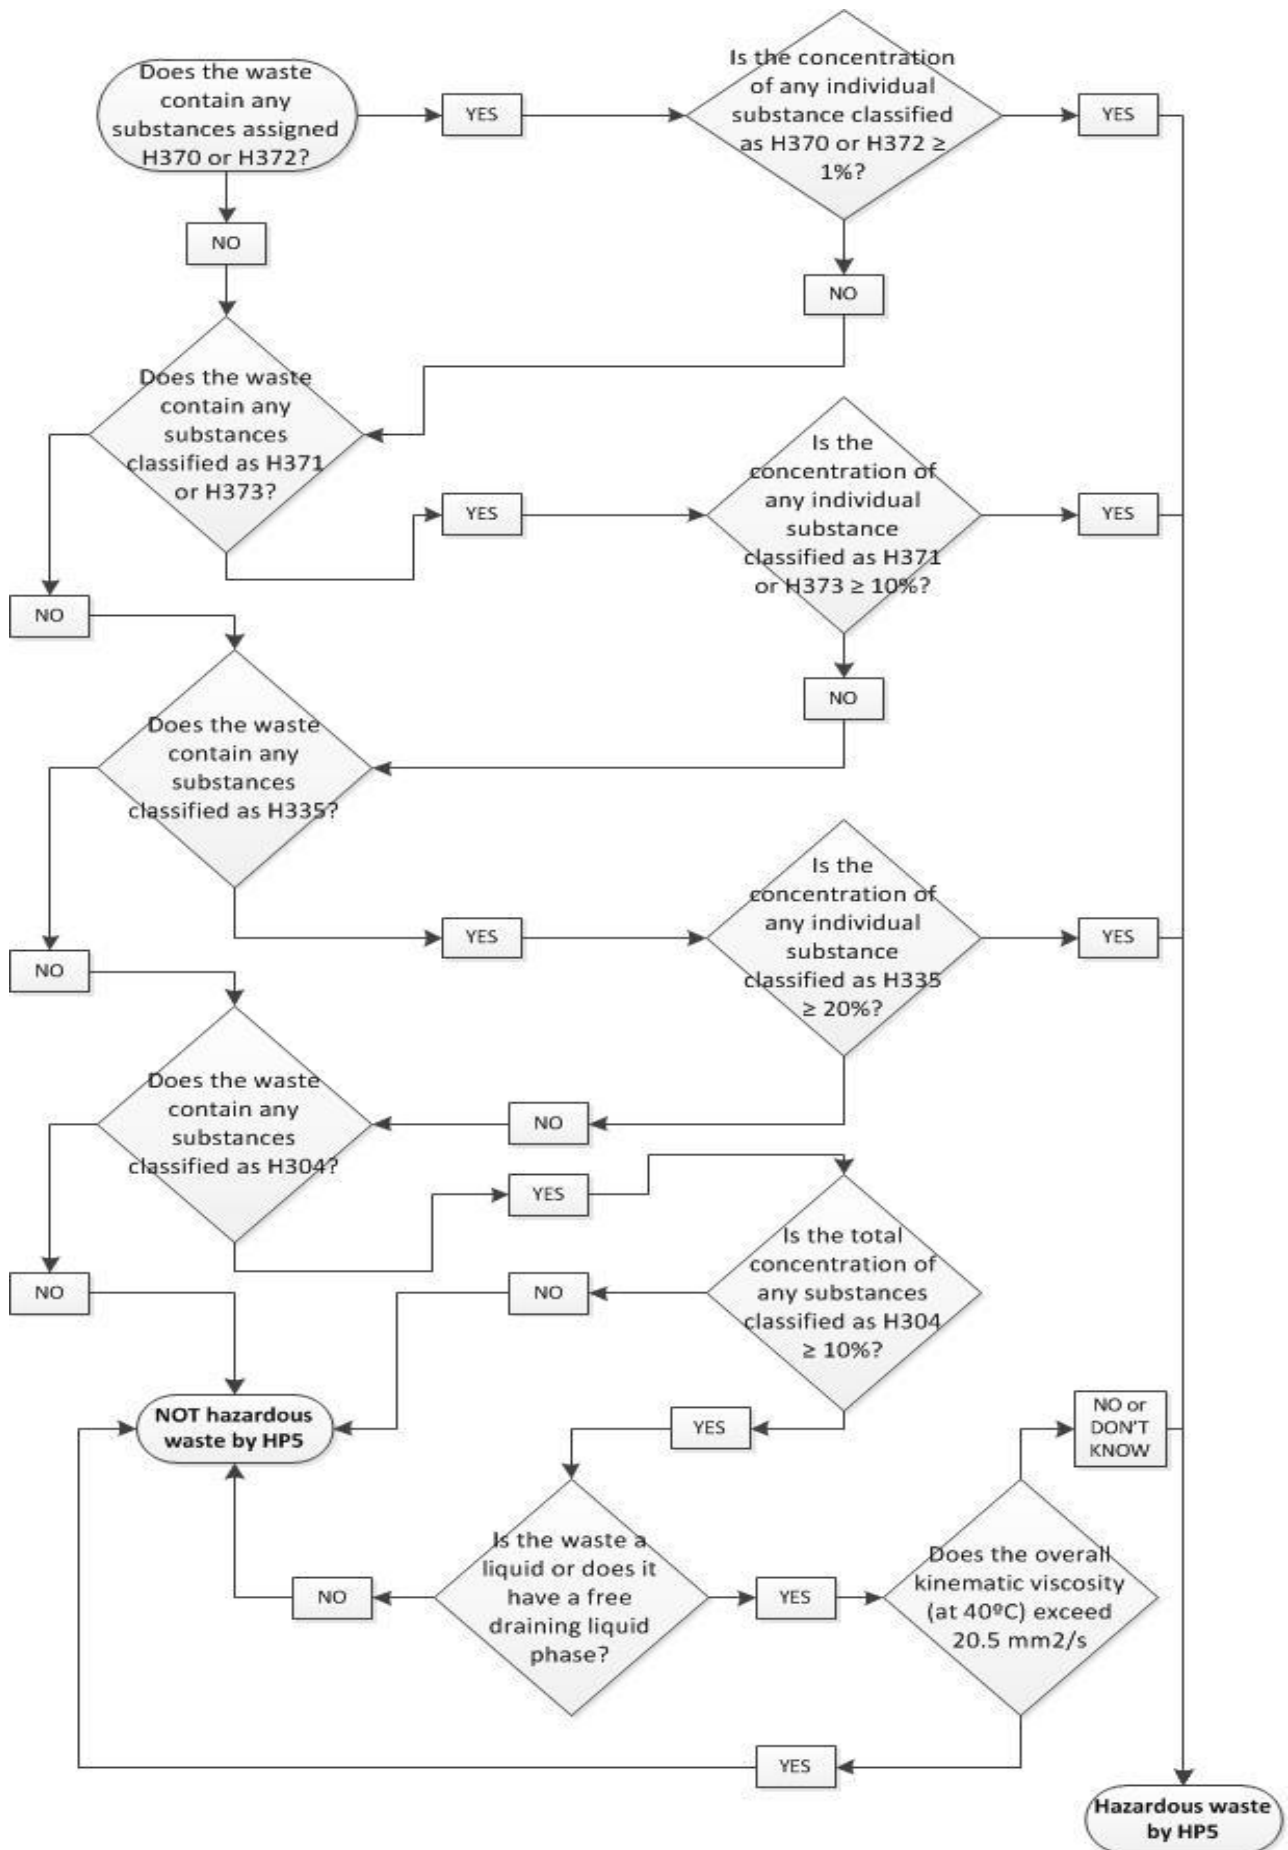 Does the waste
contain any
substances assigned
H370 or H372?
YES
Is the concentration
of any individual
substance classified
as H370 or H372 ≥
1%?
YES
NO
NO
Does the waste
contain any
substances
classified as H371
or H373?
YES
Is the
concentration of
any individual
substance
classified as H371
or H373 ≥ 10%?
YES
NO
NO
Does the waste
contain any
substances
classified as H335?
YES
Is the
concentration of
any individual
substance
classified as H335
≥ 20%?
YES
NO
NO
Does the waste
contain any
substances
classified as H304?
YES
Is the total
concentration of
any substances
classified as H304
≥ 10%?
NO
NO
NOT hazardous
waste by HP5
YES
NO or
DON'T
KNOW
NO
Is the waste a
liquid or does it
have a free
draining liquid
phase?
YES
Does the overall
kinematic viscosity
(at 40ºC) exceed
20.5 mm2/s
YES
Hazardous waste
by HP5